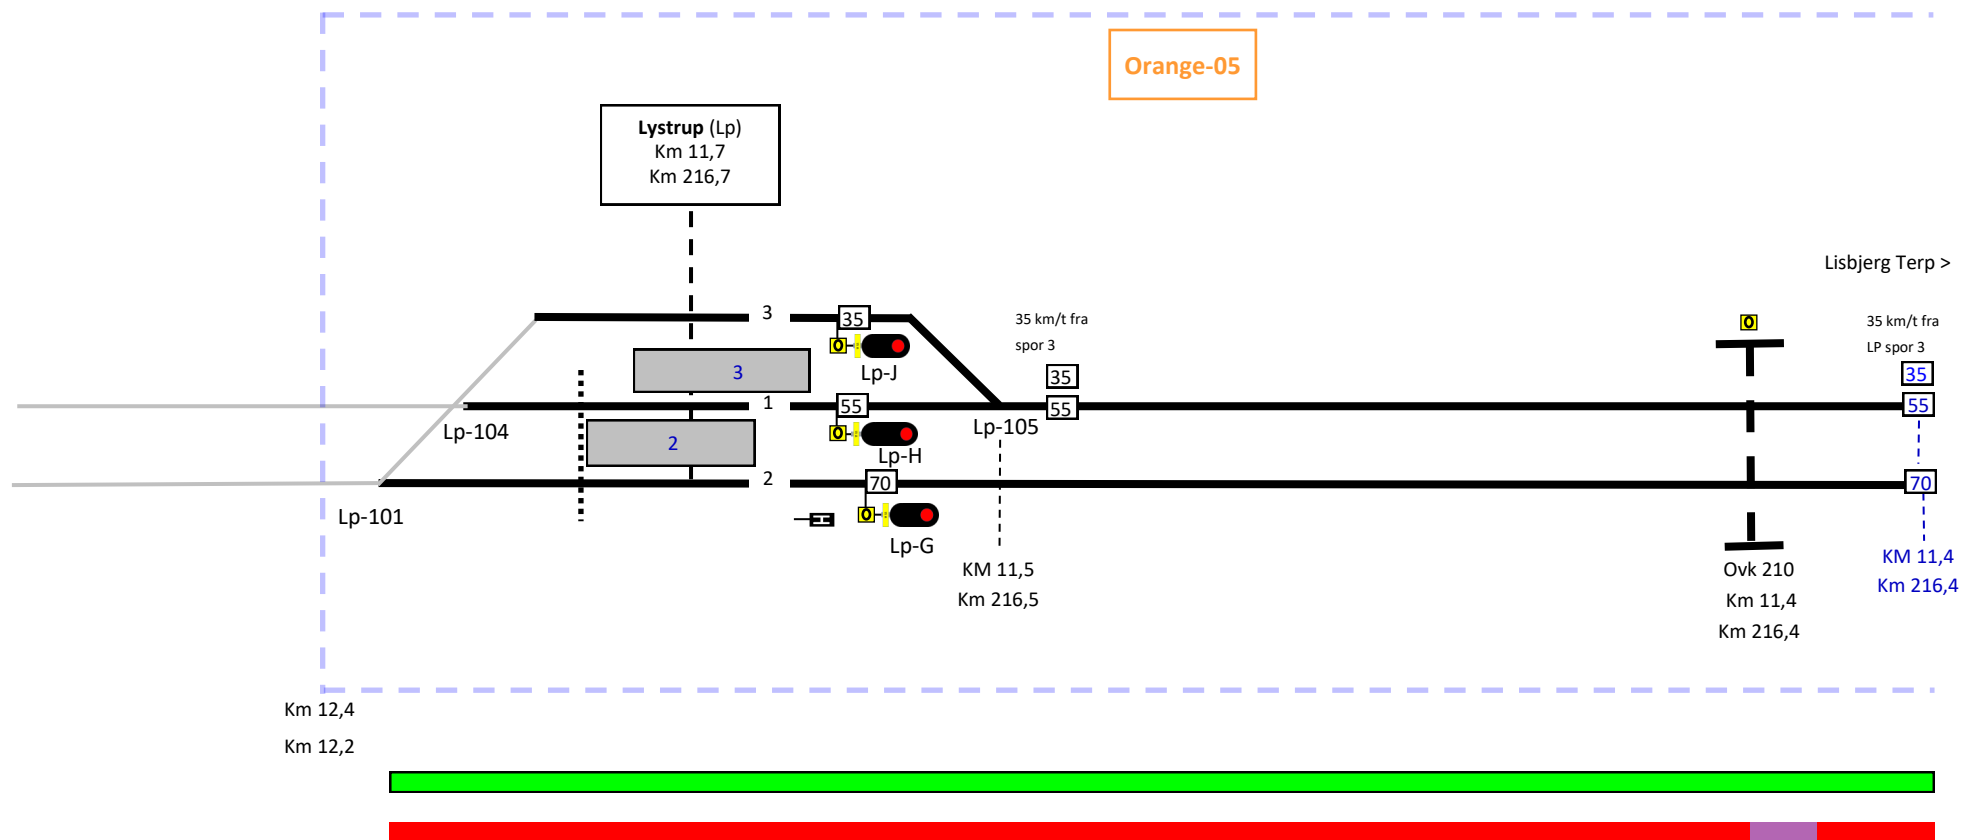 Orange-05
Lystrup (Lp)
Km 11,7
Km 216,7
Lisbjerg Terp >
3
35
35 km/t fra
spor 3
35 km/t fra
LP spor 3
Lp-J
3
35
35
1
55
55
55
Lp-104
2
Lp-H
Lp-105
2
70
70
Lp-101
Lp-G
KM 11,5
Km 216,5
Ovk 210
Km 11,4
Km 216,4
KM 11,4
Km 216,4
Km 12,4
Km 12,2